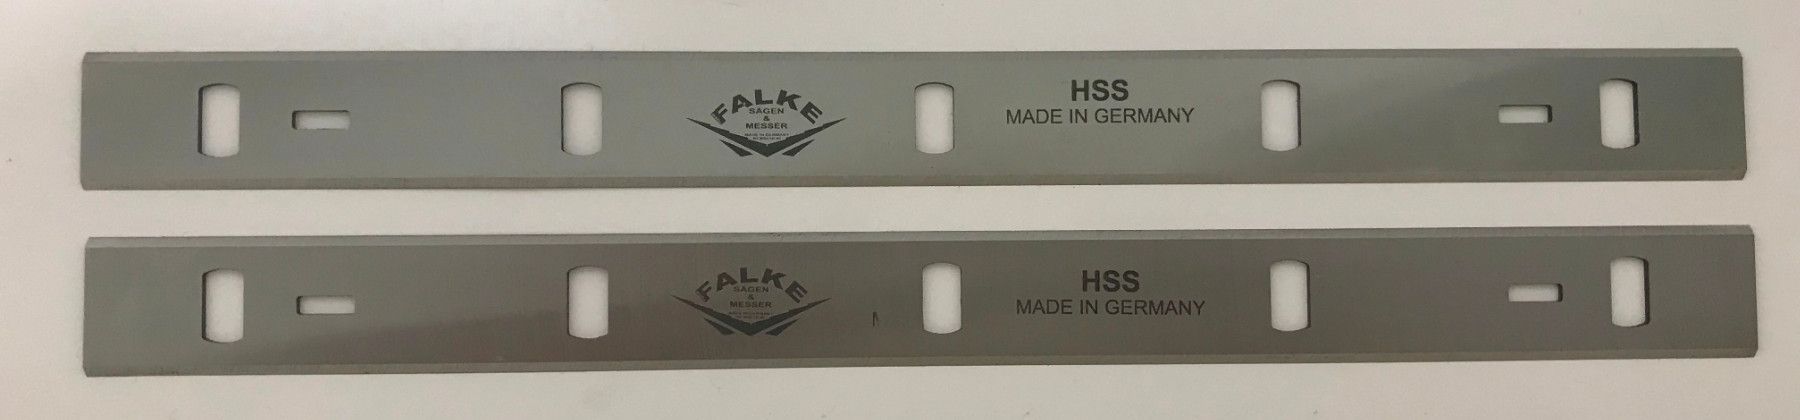 FALKE
SÄGEN
&
MESSER
HSS
MADE IN GERMANY
FALKE
SÄGEN
&
MESSER
HSS
MADE IN GERMANY